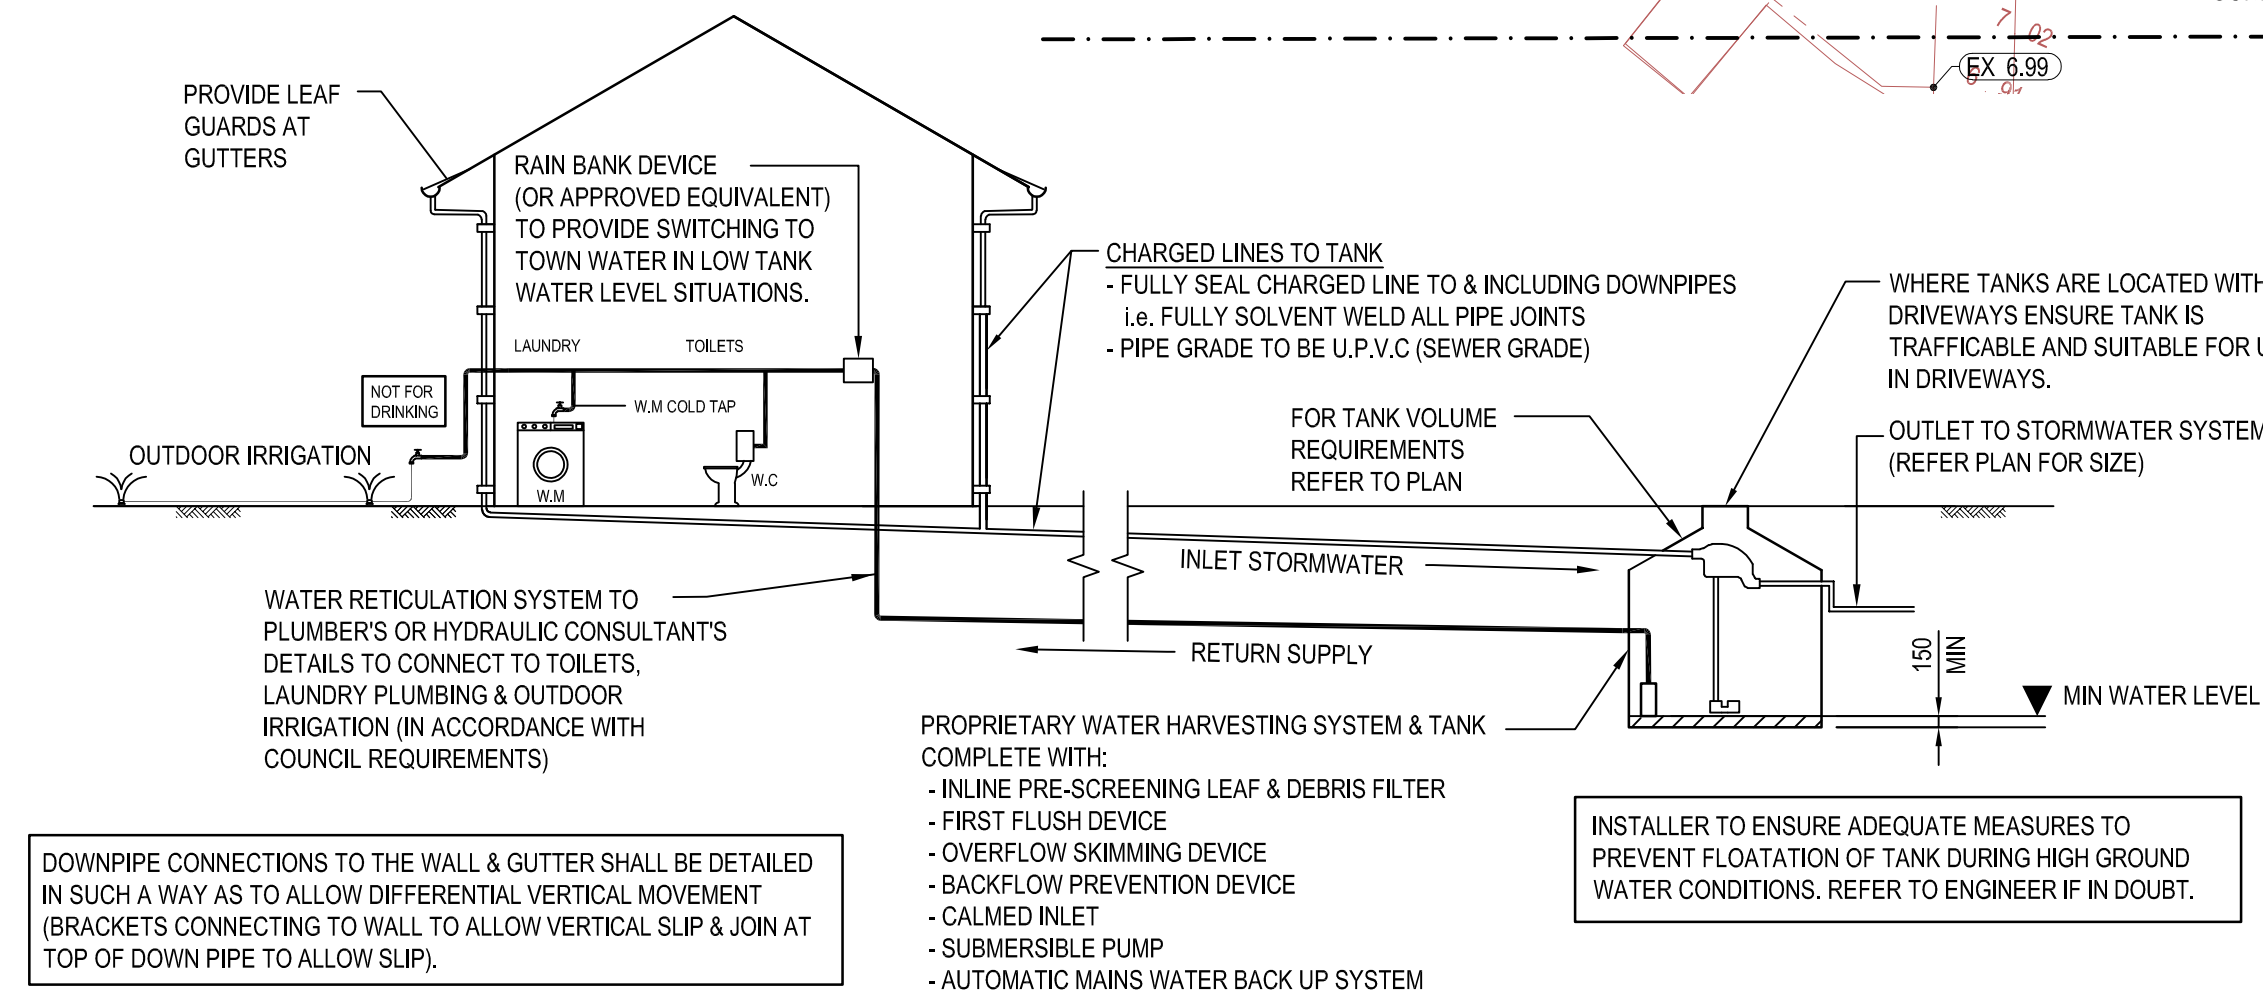 EX 6.99
7
02
PROVIDE LEAF
GUARDS AT
GUTTERS
RAIN BANK DEVICE
(OR APPROVED EQUIVALENT)
TO PROVIDE SWITCHING TO
TOWN WATER IN LOW TANK
WATER LEVEL SITUATIONS.
LAUNDRY
TOILETS
NOT FOR
DRINKING
W.M COLD TAP
OUTDOOR IRRIGATION
W.M
W.C
CHARGED LINES TO TANK
- FULLY SEAL CHARGED LINE TO & INCLUDING DOWNPIPES
i.e. FULLY SOLVENT WELD ALL PIPE JOINTS
- PIPE GRADE TO BE U.P.V.C (SEWER GRADE)
FOR TANK VOLUME
REQUIREMENTS
REFER TO PLAN
WHERE TANKS ARE LOCATED WITH
DRIVEWAYS ENSURE TANK IS
TRAFFICABLE AND SUITABLE FOR U
IN DRIVEWAYS.
OUTLET TO STORMWATER SYSTEM
(REFER PLAN FOR SIZE)
INLET STORMWATER
RETURN SUPPLY
WATER RETICULATION SYSTEM TO
PLUMBER'S OR HYDRAULIC CONSULTANT'S
DETAILS TO CONNECT TO TOILETS,
LAUNDRY PLUMBING & OUTDOOR
IRRIGATION (IN ACCORDANCE WITH
COUNCIL REQUIREMENTS)
150
MIN
MIN WATER LEVEL
PROPRIETARY WATER HARVESTING SYSTEM & TANK
COMPLETE WITH:
- INLINE PRE-SCREENING LEAF & DEBRIS FILTER
- FIRST FLUSH DEVICE
- OVERFLOW SKIMMING DEVICE
- BACKFLOW PREVENTION DEVICE
- CALMED INLET
- SUBMERSIBLE PUMP
- AUTOMATIC MAINS WATER BACK UP SYSTEM
DOWNPIPE CONNECTIONS TO THE WALL & GUTTER SHALL BE DETAILED
IN SUCH A WAY AS TO ALLOW DIFFERENTIAL VERTICAL MOVEMENT
(BRACKETS CONNECTING TO WALL TO ALLOW VERTICAL SLIP & JOIN AT
TOP OF DOWN PIPE TO ALLOW SLIP).
INSTALLER TO ENSURE ADEQUATE MEASURES TO
PREVENT FLOATATION OF TANK DURING HIGH GROUND
WATER CONDITIONS. REFER TO ENGINEER IF IN DOUBT.